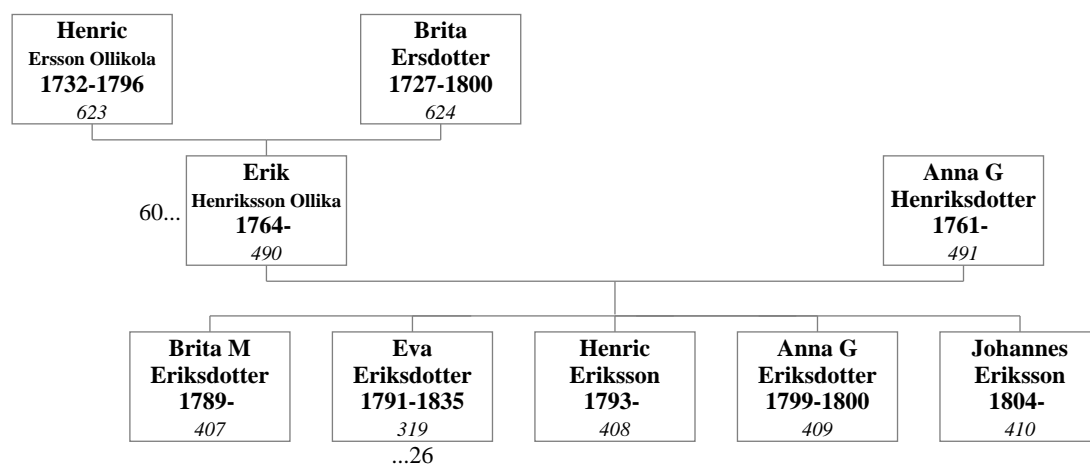 Henric
Ersson Ollikola
1732-1796
623
Brita
Ersdotter
1727-1800
624
60...
Erik
Henriksson Ollika
1764-
490
Anna G
Henriksdotter
1761-
491
Brita M
Eriksdotter
1789-
407
Eva
Eriksdotter
1791-1835
319
...26
Henric
Eriksson
1793-
408
Anna G
Eriksdotter
1799-1800
409
Johannes
Eriksson
1804-
410